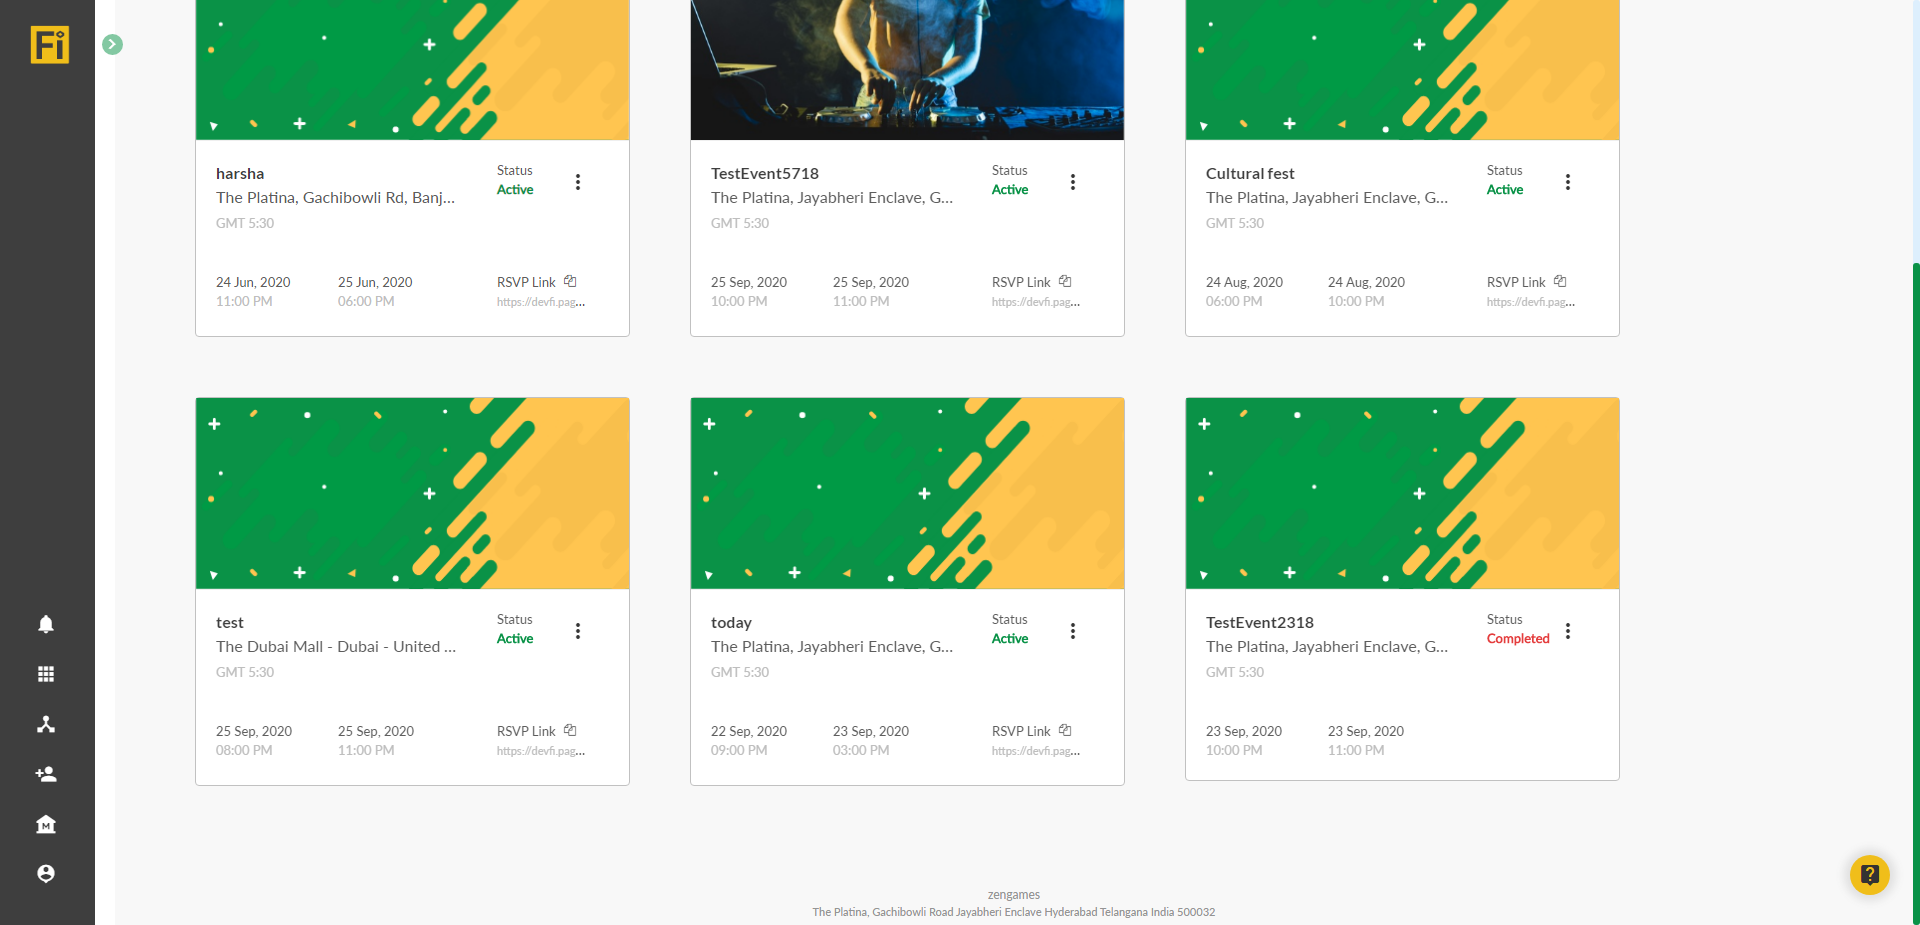 Fi
harsha
Status
Active
The Platina, Gachibowli Rd, Banj...
GMT 5:30
24 Jun, 2020
25 Jun, 2020
RSVP Link
11:00 PM
06:00 PM
https://devfi.pag...
TestEvent5718
Status
Active
The Platina, Jayabheri Enclave, G...
GMT 5:30
25 Sep, 2020
25 Sep, 2020
RSVP Link
10:00 PM
11:00 PM
https://devfi.pag...
Cultural fest
Status
Active
The Platina, Jayabheri Enclave, G...
GMT 5:30
24 Aug, 2020
24 Aug, 2020
RSVP Link
06:00 PM
10:00 PM
https://devfi.pag...
test
Status
Active
The Dubai Mall - Dubai - United ...
GMT 5:30
25 Sep, 2020
25 Sep, 2020
RSVP Link
08:00 PM
11:00 PM
https://devfi.pag...
today
Status
Active
The Platina, Jayabheri Enclave, G...
GMT 5:30
22 Sep, 2020
23 Sep, 2020
RSVP Link
09:00 PM
03:00 PM
https://devfi.pag...
TestEvent2318
Status
Completed
The Platina, Jayabheri Enclave, G...
GMT 5:30
23 Sep, 2020
23 Sep, 2020
10:00 PM
11:00 PM
M
?
zengames
The Platina, Gachibowli Road Jayabheri Enclave Hyderabad Telangana India 500032